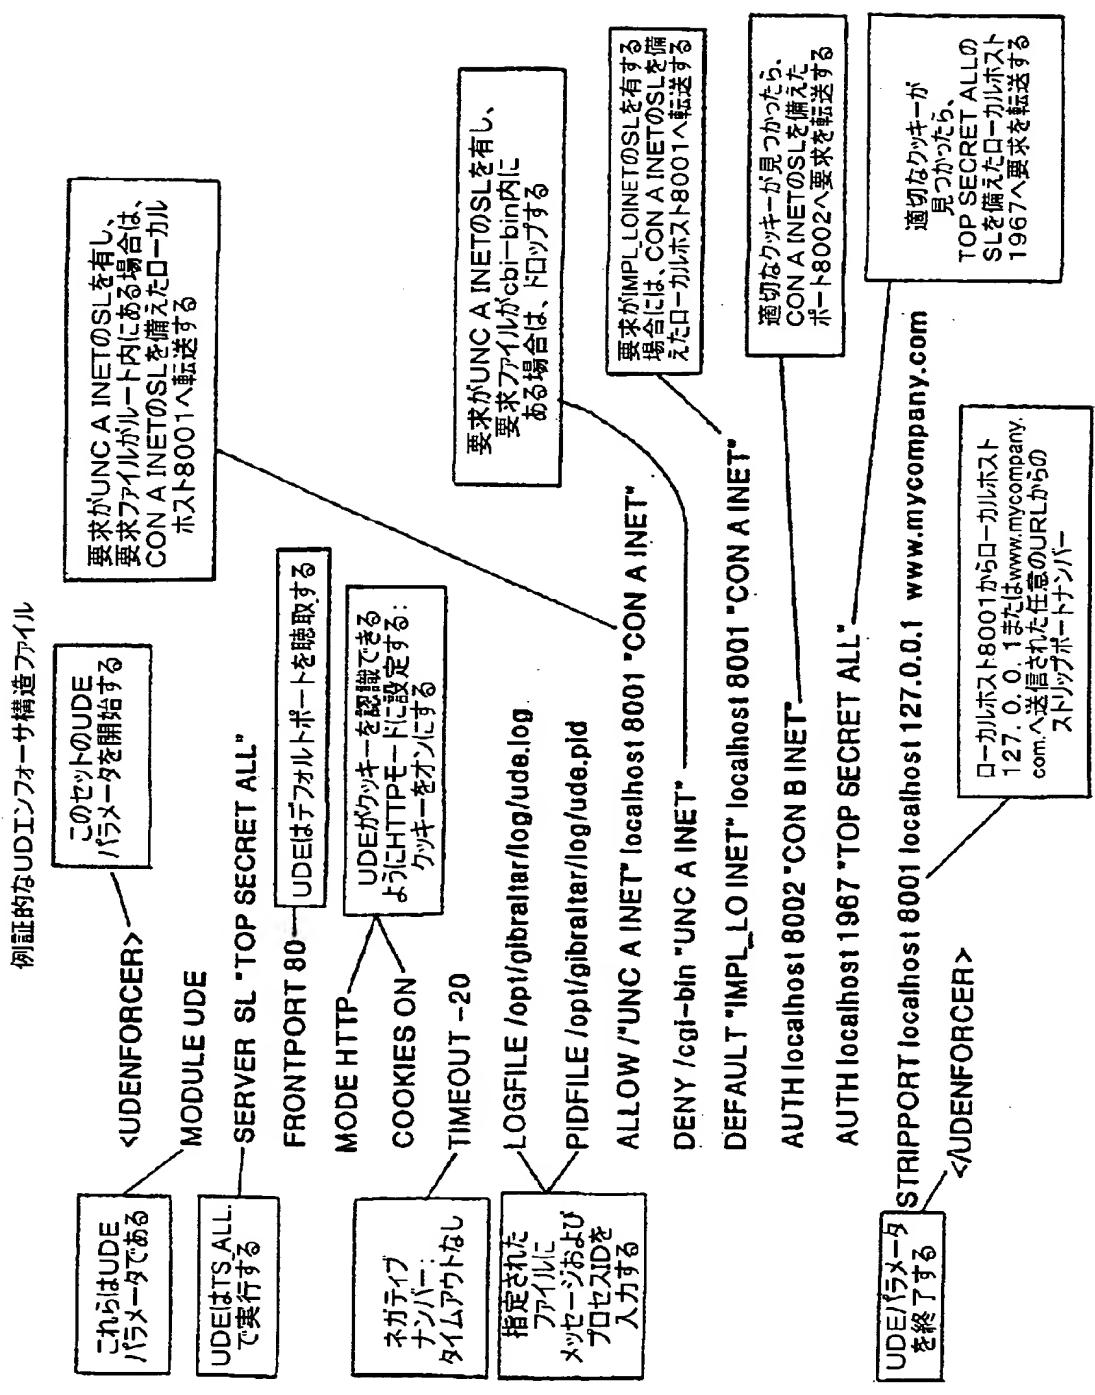 例証的なUDエンフォーサ構造ファイル
<UDENFORCER>
このセットのUDE
パラメータを開始する
これらはUDE
パラメータである
MODULE UDE
UDEはTS_ALL.
で実行する
SERVER SL "TOP SECRET ALL"
FRONTPORT 80
UDEはデフォルトポートを聴取する
MODE HTTP
COOKIES ON
UDEがクッキーを認識できる
ようにHTTPモードに設定する:
クッキーをオンにする
ネガティブ
ナンバー:
タイムアウトなし
TIMEOUT -20
指定された
ファイルに
メッセージおよび
プロセスIDを
入力する
LOGFILE /opt/gibraltar/log/ude.log
PIDFILE /opt/gibraltar/log/ude.pid
ALLOW /"UNC A INET" localhost 8001 "CON A INET"
要求がUNC A INETのSLを有し、
要求ファイルがルート内にある場合は、
CON A INETのSLを備えたローカル
ホスト8001へ転送する
DENY /cgi-bin "UNC A INET"
要求がUNC A INETのSLを有し、
要求ファイルがcbi-bin内に
ある場合は、ドロップする
DEFAULT "IMPL_LO INET" localhost 8001 "CON A INET"
要求がIMPL_LOINETのSLを有する
場合には、CON A INETのSLを備
えたローカルホスト8001へ転送する
AUTH localhost 8002 "CON B INET"
適切なクッキーが見つかったら、
CON A INETのSLを備えた
ポート8002へ要求を転送する
AUTH localhost 1967 "TOP SECRET ALL"
適切なクッキーが
見つかったら、
TOP SECRET ALLの
SLを備えたローカルホスト
1967へ要求を転送する
STRIPPORT localhost 8001 localhost 127.0.0.1 www.mycompany.com
ローカルホスト8001からローカルホスト
127. 0. 0. 1またはwww.mycompany.
com.へ送信された任意のURLからの
ストリップポートナンバー
UDEパラメータ
を終了する
</UDENFORCER>